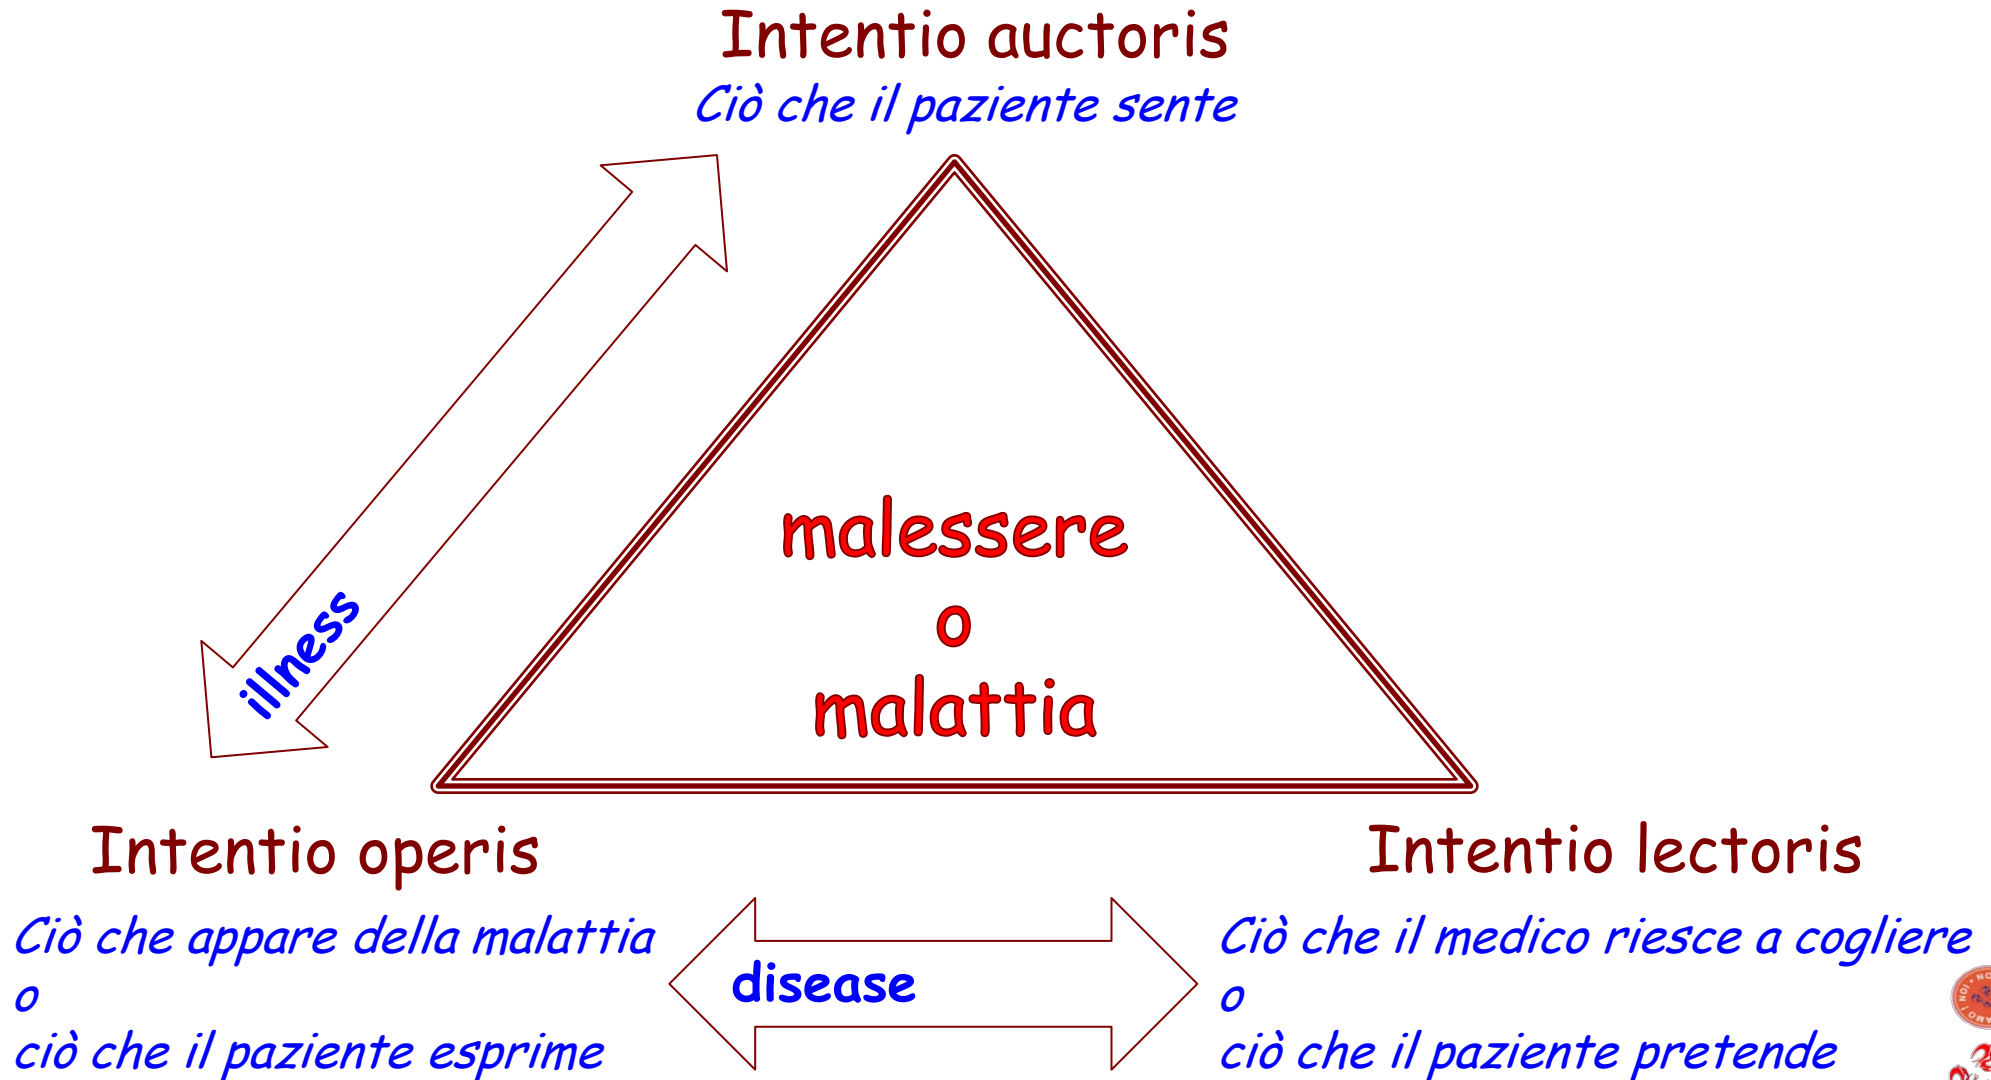 Intentio auctoris
Ciò che il paziente sente
malessere
o
malattia
illness
Intentio operis
Ciò che appare della malattia
o
ciò che il paziente esprime
disease
Intentio lectoris
Ciò che il medico riesce a cogliere
o
ciò che il paziente pretende